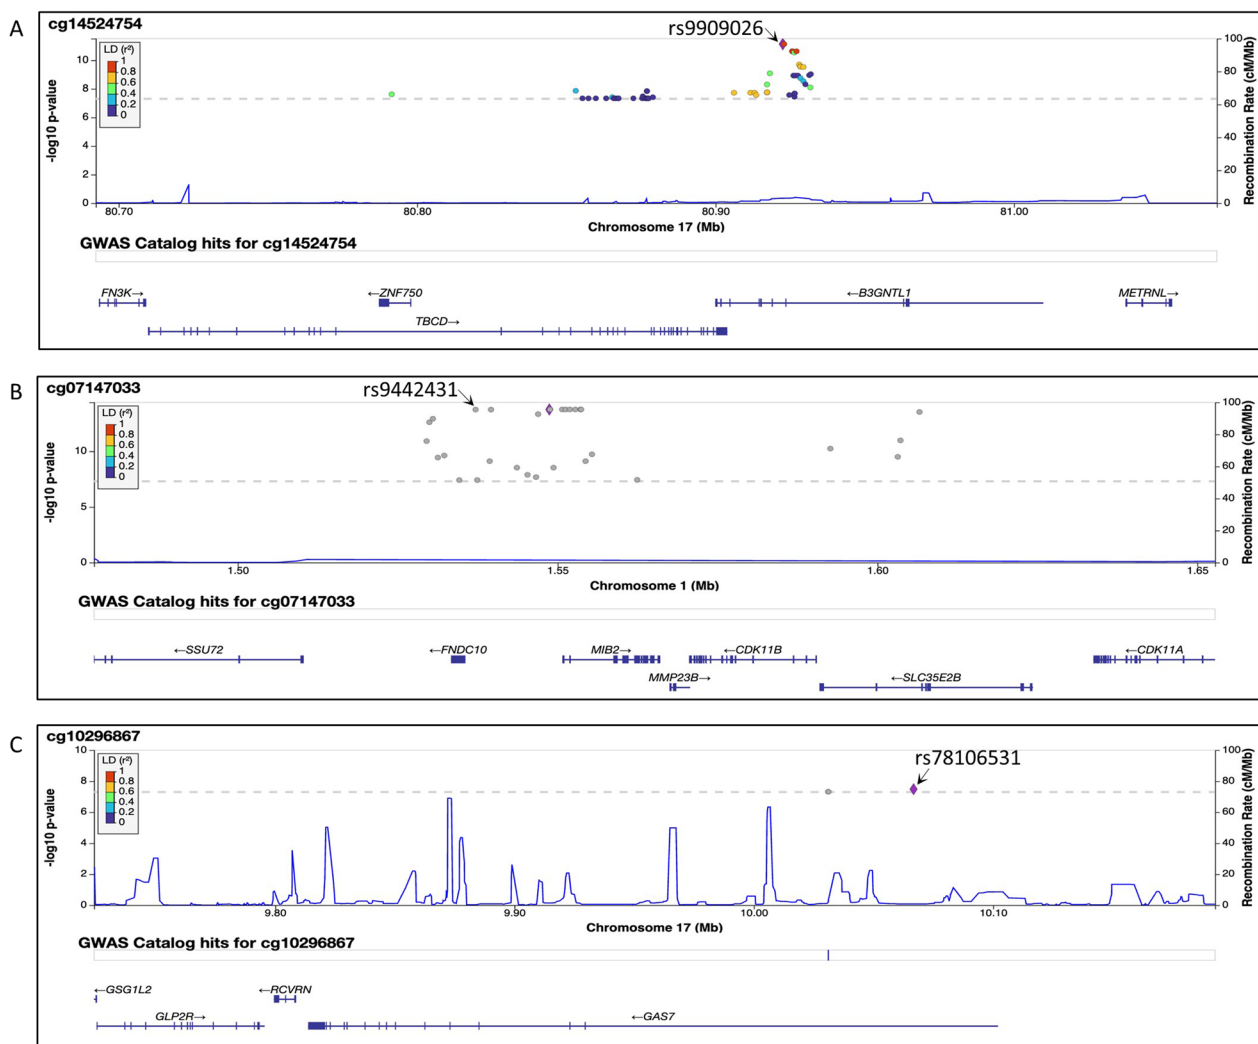 A
cg14524754
rs9909026
LD (r²)
1
0.8
0.6
0.4
0.2
0
10
8
6
4
2
0
-log10 p-value
100
80
60
40
20
0
Recombination Rate (cM/Mb)
80.70 80.80 80.90 81.00
Chromosome 17 (Mb)
GWAS Catalog hits for cg14524754
FN3K→ ←ZNF750 ←B3GNTL1 METRNL→
TBCD→
B
cg07147033
rs9442431
LD (r²)
1
0.8
0.6
0.4
0.2
0
10
5
0
-log10 p-value
100
80
60
40
20
0
Recombination Rate (cM/Mb)
1.50 1.55 1.60 1.65
Chromosome 1 (Mb)
GWAS Catalog hits for cg07147033
←SSU72 ←FNDC10 MIB2→ ←CDK11B ←CDK11A
MMP23B→ ←SLC35E2B
C
cg10296867
rs78106531
LD (r²)
1
0.8
0.6
0.4
0.2
0
10
8
6
4
2
0
-log10 p-value
100
80
60
40
20
0
Recombination Rate (cM/Mb)
9.80 9.90 10.00 10.10
Chromosome 17 (Mb)
GWAS Catalog hits for cg10296867
←GSG1L2 ←RCVRN
GLP2R→ ←GAS7